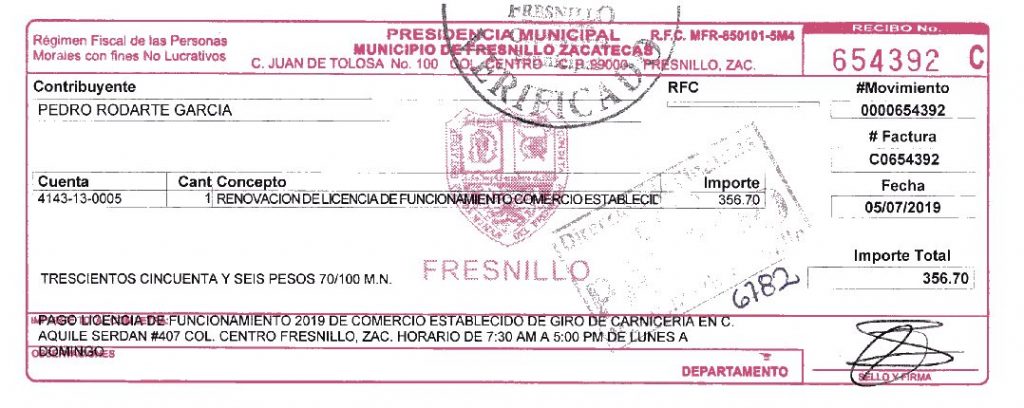 FRESNILLO
VERIFICADO
Régimen Fiscal de las Personas
Morales con fines No Lucrativos
PRESIDENCIA MUNICIPAL R.F.C. MFR-850101-5M4
MUNICIPIO DE FRESNILLO ZACATECAS
C. JUAN DE TOLOSA No. 100 COL. CENTRO C.P. 99000 FRESNILLO, ZAC.
RECIBO No.
654392 C
Contribuyente
PEDRO RODARTE GARCIA
RFC
#Movimiento
0000654392
# Factura
C0654392
Fecha
05/07/2019
Cuenta Cant Concepto Importe
4143-13-0005 1 RENOVACION DE LICENCIA DE FUNCIONAMIENTO COMERCIO ESTABLECID 356.70
FRESNILLO
6782
Importe Total
356.70
TRESCIENTOS CINCUENTA Y SEIS PESOS 70/100 M.N.
PAGO LICENCIA DE FUNCIONAMIENTO 2019 DE COMERCIO ESTABLECIDO DE GIRO DE CARNICERIA EN C.
AQUILE SERDAN #407 COL. CENTRO FRESNILLO, ZAC. HORARIO DE 7:30 AM A 5:00 PM DE LUNES A
DOMINGO
OBSERVACIONES
DEPARTAMENTO
SELLO Y FIRMA